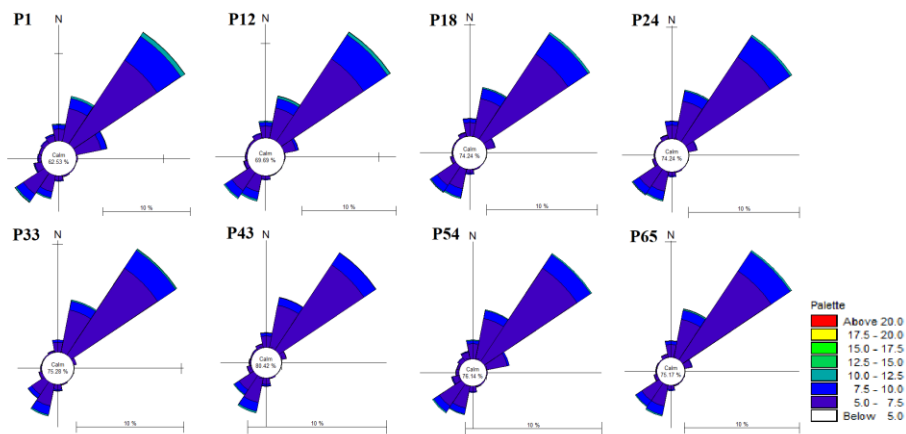 P1
N
Calm
62.53 %
10 %
P12
N
Calm
69.69 %
10 %
P18
N
Calm
74.24 %
10 %
P24
N
Calm
74.24 %
10 %
P33
N
Calm
75.28 %
10 %
P43
N
Calm
80.42 %
10 %
P54
N
Calm
76.14 %
10 %
P65
N
Calm
75.17 %
10 %
Palette
Above 20.0
17.5 - 20.0
15.0 - 17.5
12.5 - 15.0
10.0 - 12.5
7.5 - 10.0
5.0 - 7.5
Below 5.0